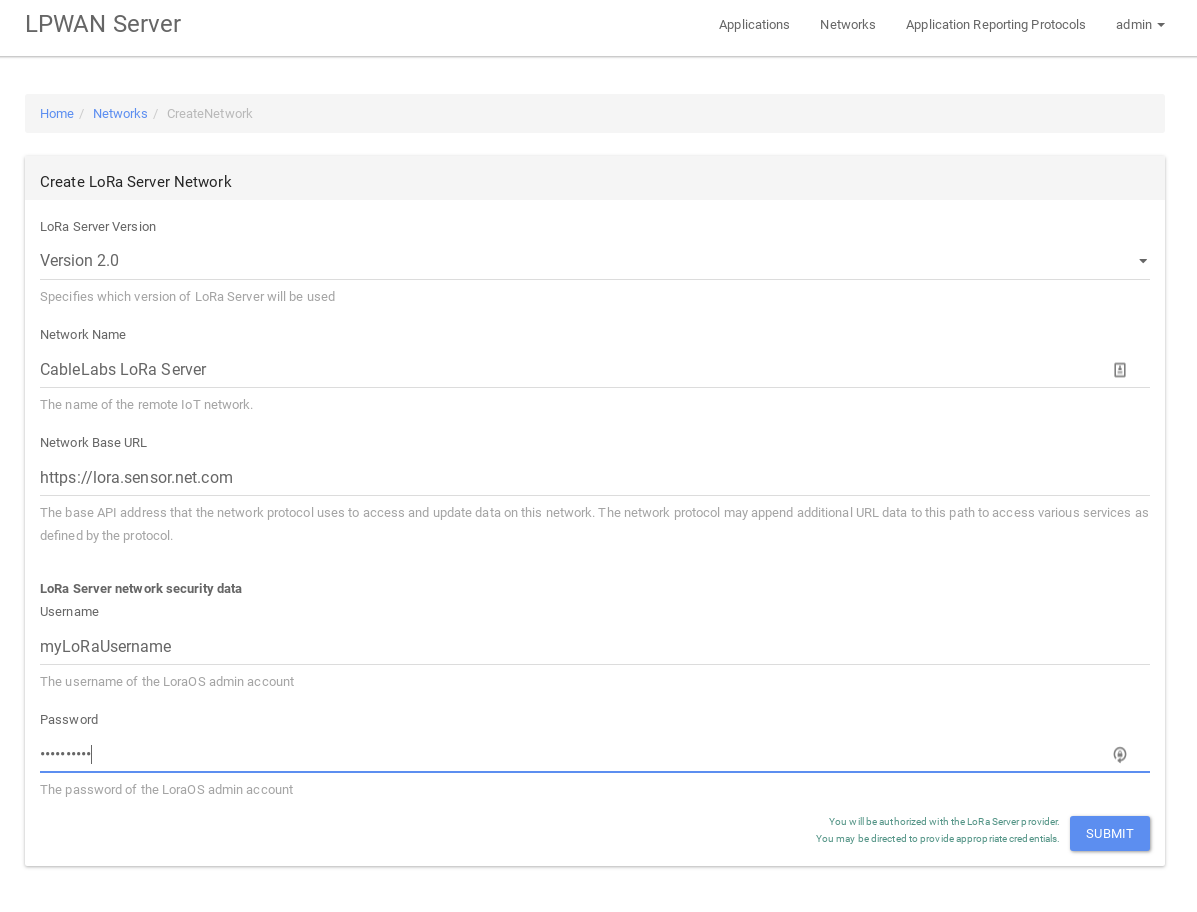 LPWAN Server
Applications
Networks
Application Reporting Protocols
admin
Home / Networks / CreateNetwork
Create LoRa Server Network
LoRa Server Version
Version 2.0
Specifies which version of LoRa Server will be used
Network Name
CableLabs LoRa Server
The name of the remote IoT network.
Network Base URL
https://lora.sensor.net.com
The base API address that the network protocol uses to access and update data on this network. The network protocol may append additional URL data to this path to access various services as
defined by the protocol.
LoRa Server network security data
Username
myLoRaUsername
The username of the LoraOS admin account
Password
••••••••••
The password of the LoraOS admin account
You will be authorized with the LoRa Server provider.
You may be directed to provide appropriate credentials.
SUBMIT